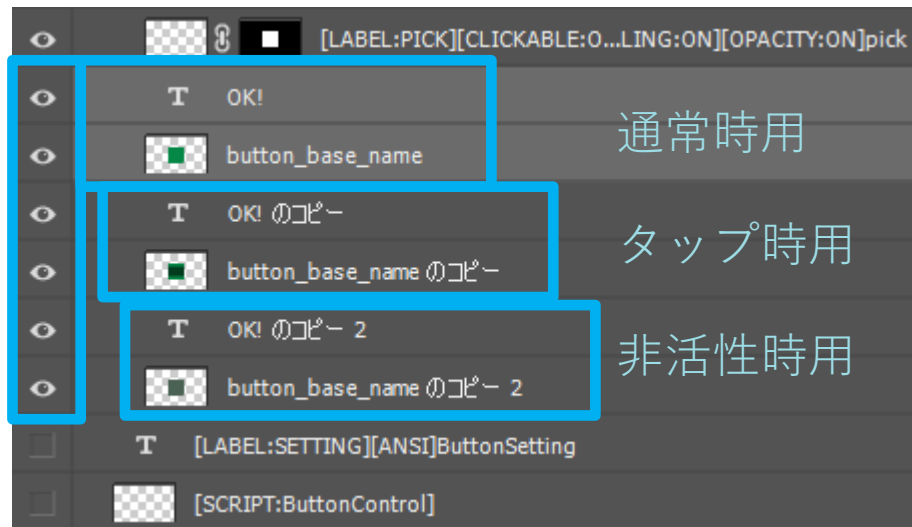 [LABEL:PICK][CLICKABLE:O...LING:ON][OPACITY:ON]pick
T OK!
通常時用
button_base_name
T OK! のコピー
タップ時用
button_base_name のコピー
T OK! のコピー 2
非活性時用
button_base_name のコピー 2
T [LABEL:SETTING][ANSI]ButtonSetting
[SCRIPT:ButtonControl]